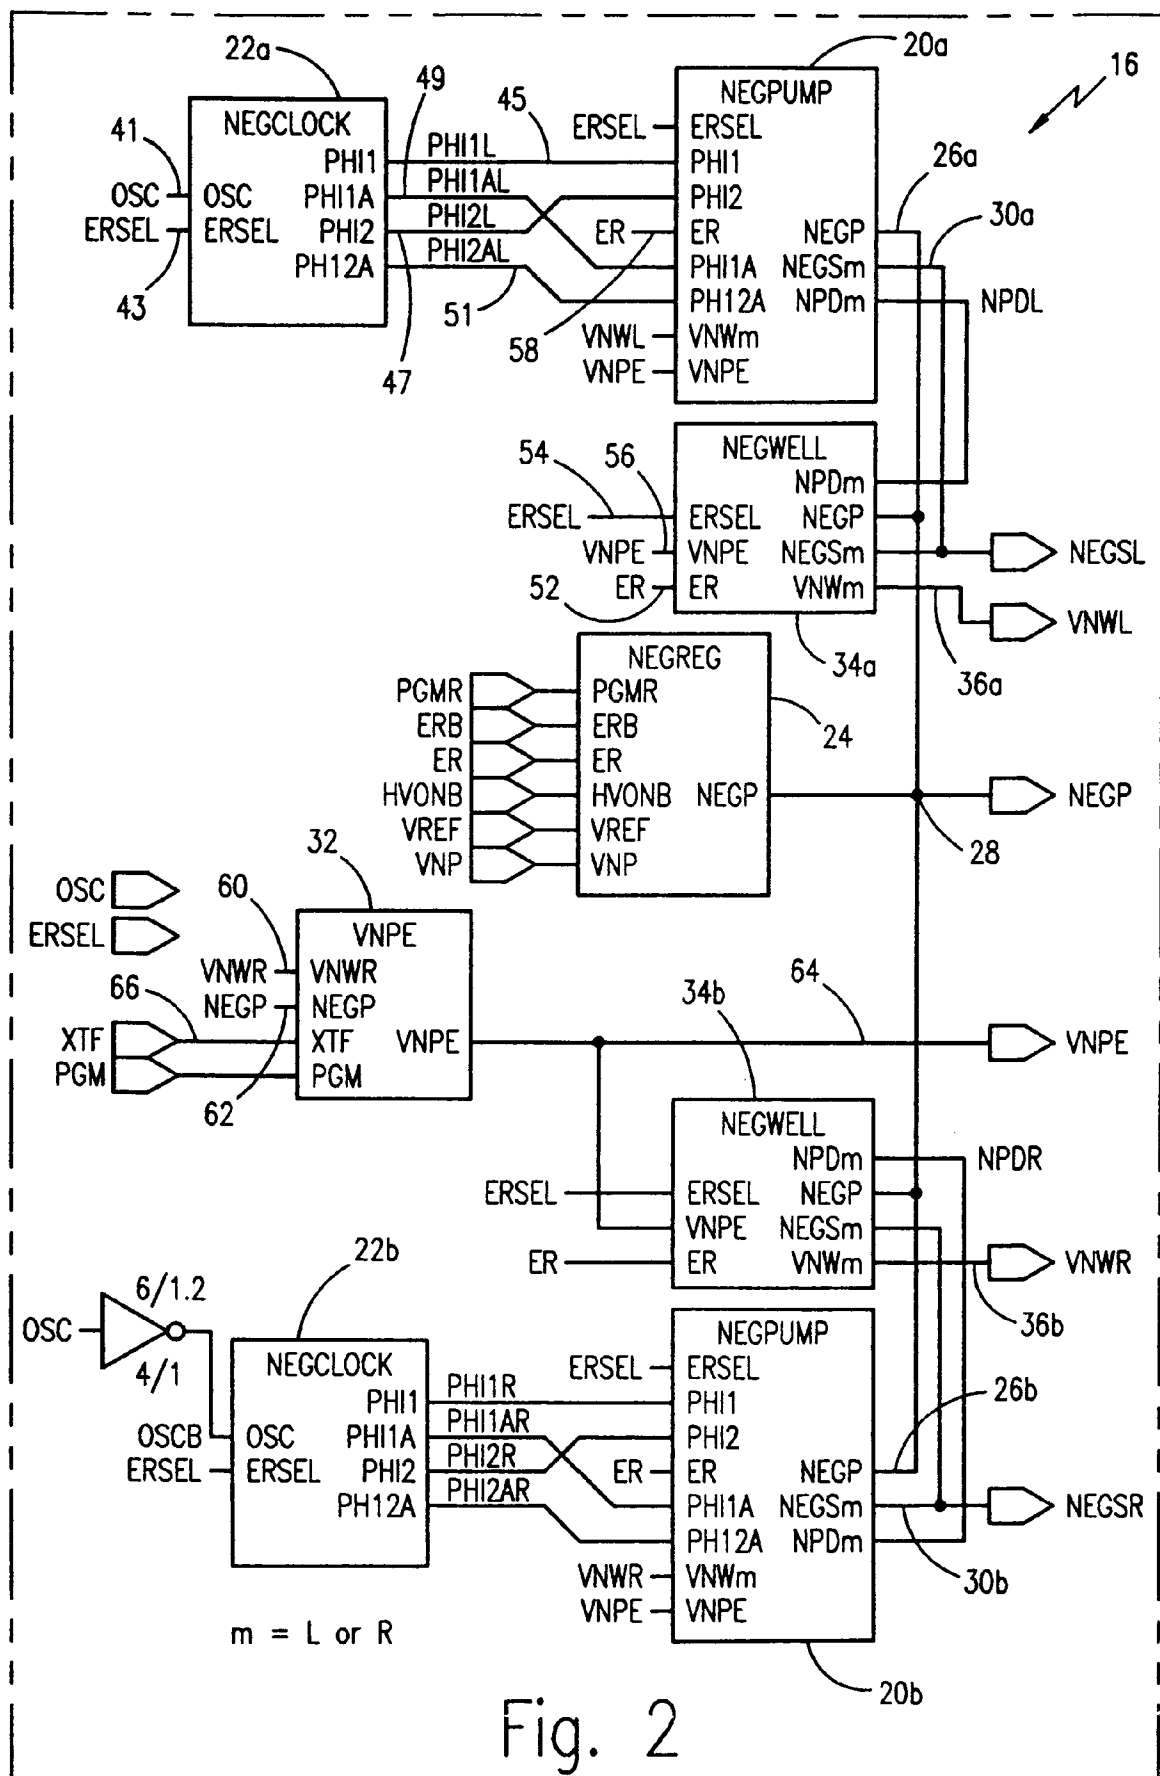 20a
22a
16
NEGPUMP
49
45
NEGCLOCK
ERSEL
ERSEL
41
26a
PHI1
PHI1L
PHI1
OSC
OSC
PHI1A
PHI1AL
PHI2
30a
ERSEL
ERSEL
PHI2
PHI2L
ER
ER
NEGP
PH12A
PHI2AL
PHI1A
NEGSm
43
51
PH12A
NPDm
NPDL
47
58
VNWL
VNWm
VNPE
VNPE
54
56
NEGWELL
NPDm
ERSEL
ERSEL
NEGP
VNPE
VNPE
NEGSm
NEGSL
52
ER
ER
VNWm
VNWL
NEGREG
34a
36a
PGMR
PGMR
ERB
ERB
24
ER
ER
HVONB
HVONB
NEGP
NEGP
VREF
VREF
28
VNP
VNP
32
OSC
60
ERSEL
VNPE
VNWR
VNWR
64
66
NEGP
NEGP
34b
XTF
XTF
VNPE
VNPE
PGM
PGM
62
NEGWELL
NPDm
NPDR
ERSEL
ERSEL
NEGP
VNPE
NEGSm
22b
ER
ER
VNWm
VNWR
6/1.2
OSC
4/1
36b
NEGPUMP
NEGCLOCK
ERSEL
ERSEL
26b
PHI1
PHI1R
PHI1
OSCB
OSC
PHI1A
PHI1AR
PHI2
ERSEL
ERSEL
PHI2
PHI2R
ER
ER
NEGP
PH12A
PHI2AR
PHI1A
NEGSm
NEGSR
PH12A
NPDm
30b
VNWR
VNWm
VNPE
VNPE
m = L or R
20b
Fig. 2